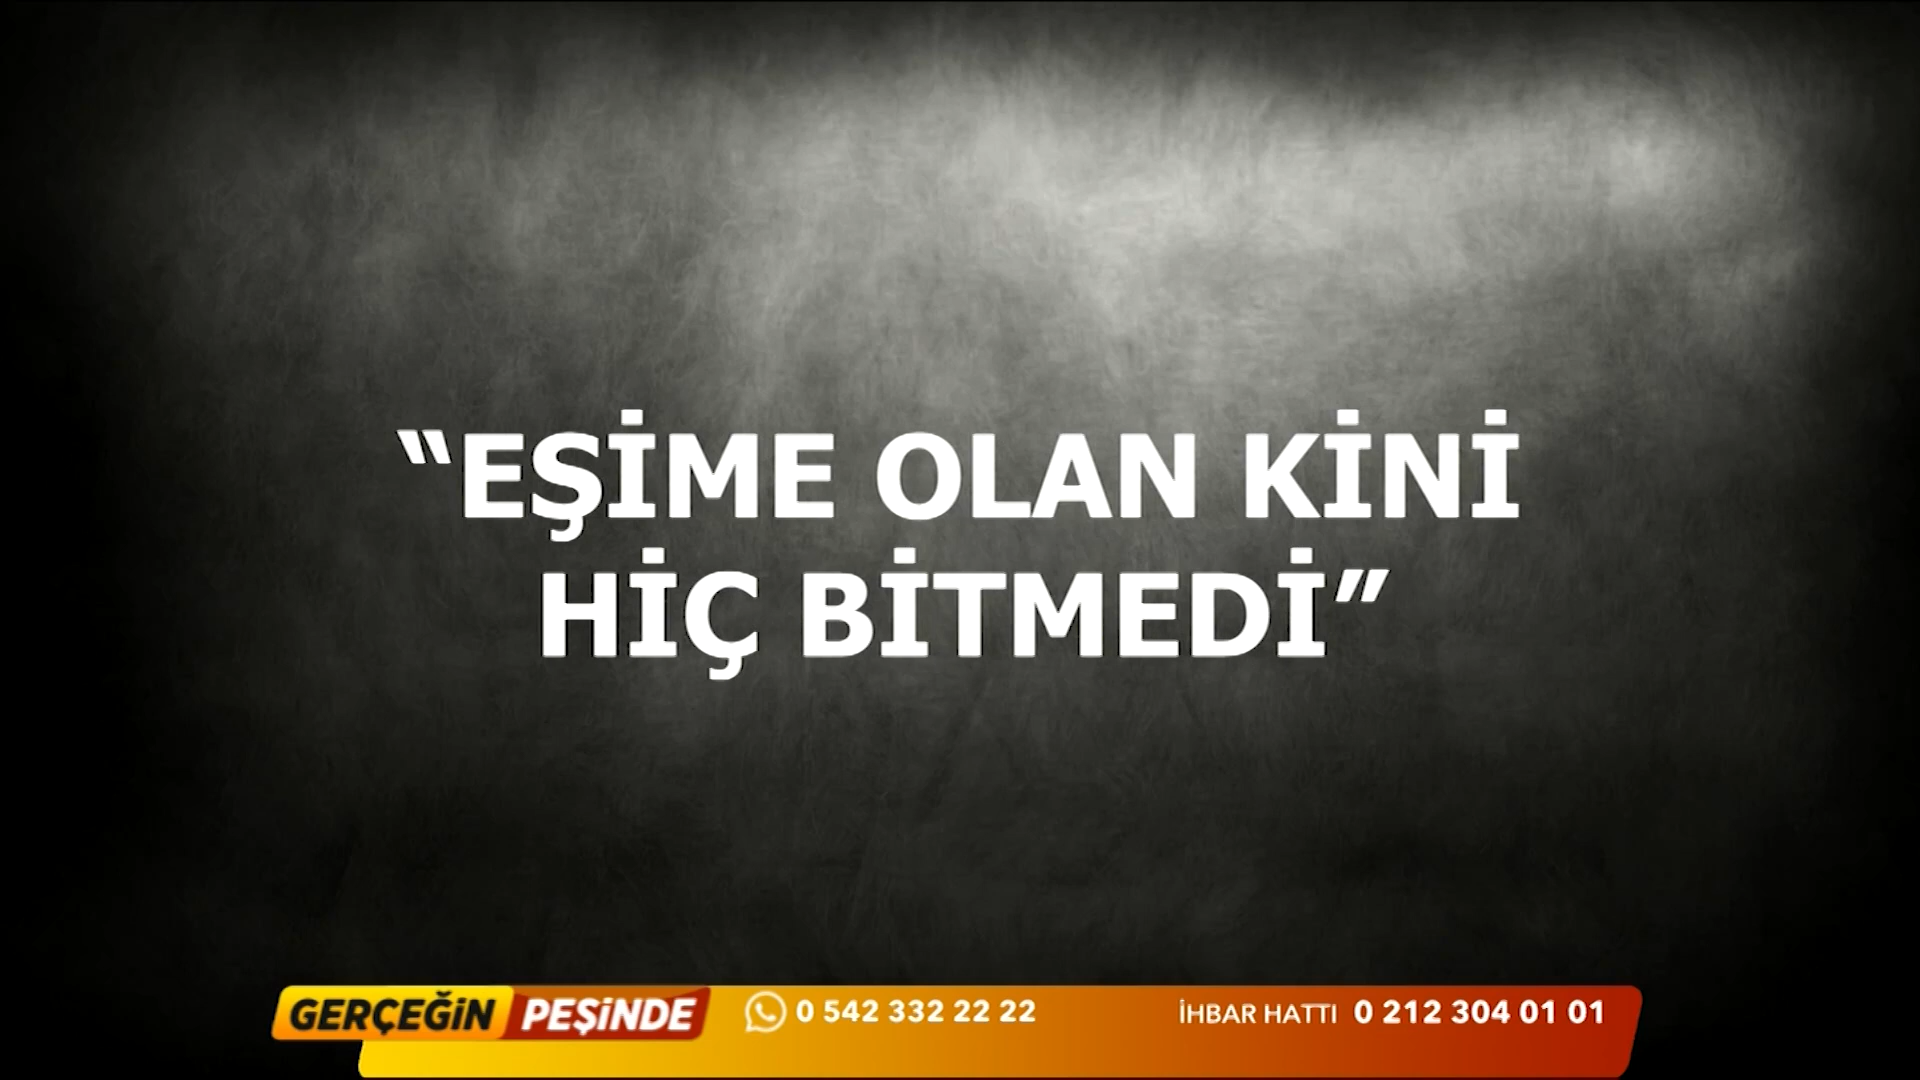 “EŞİME OLAN KİNİ
HİÇ BİTMEDİ”
GERÇEĞİN PEŞİNDE 0 542 332 22 22 İHBAR HATTI 0 212 304 01 01